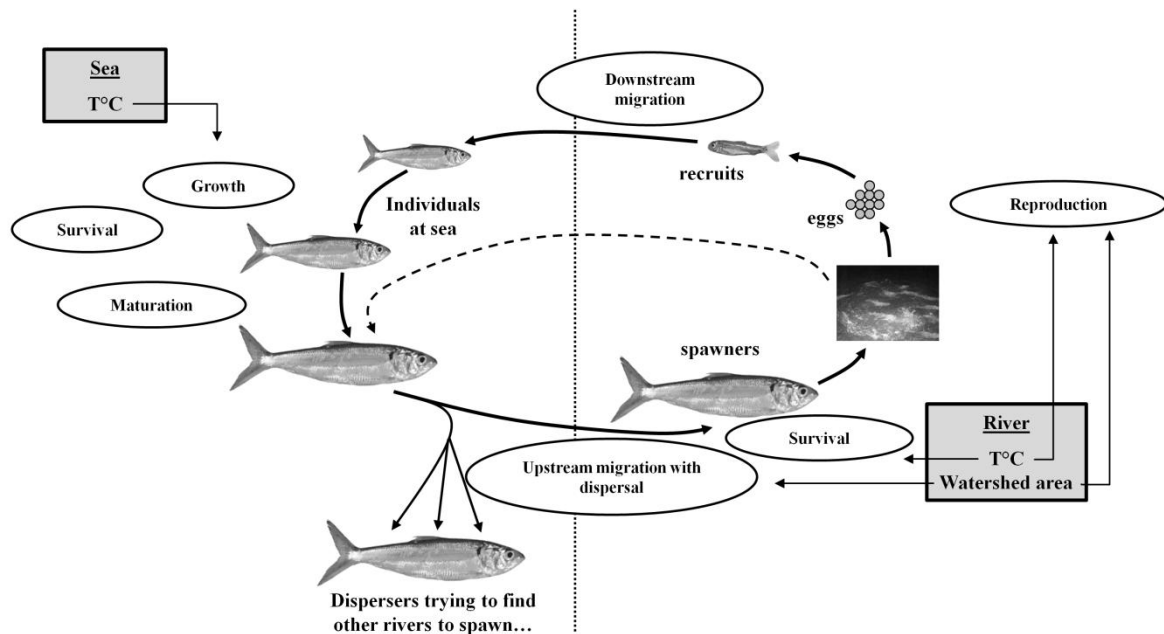 Sea
T°C
Downstream
migration
Growth
Survival
Maturation
Individuals
at sea
recruits
eggs
Reproduction
spawners
Survival
River
T°C
Watershed area
Upstream migration with
dispersal
Dispersers trying to find
other rivers to spawn…